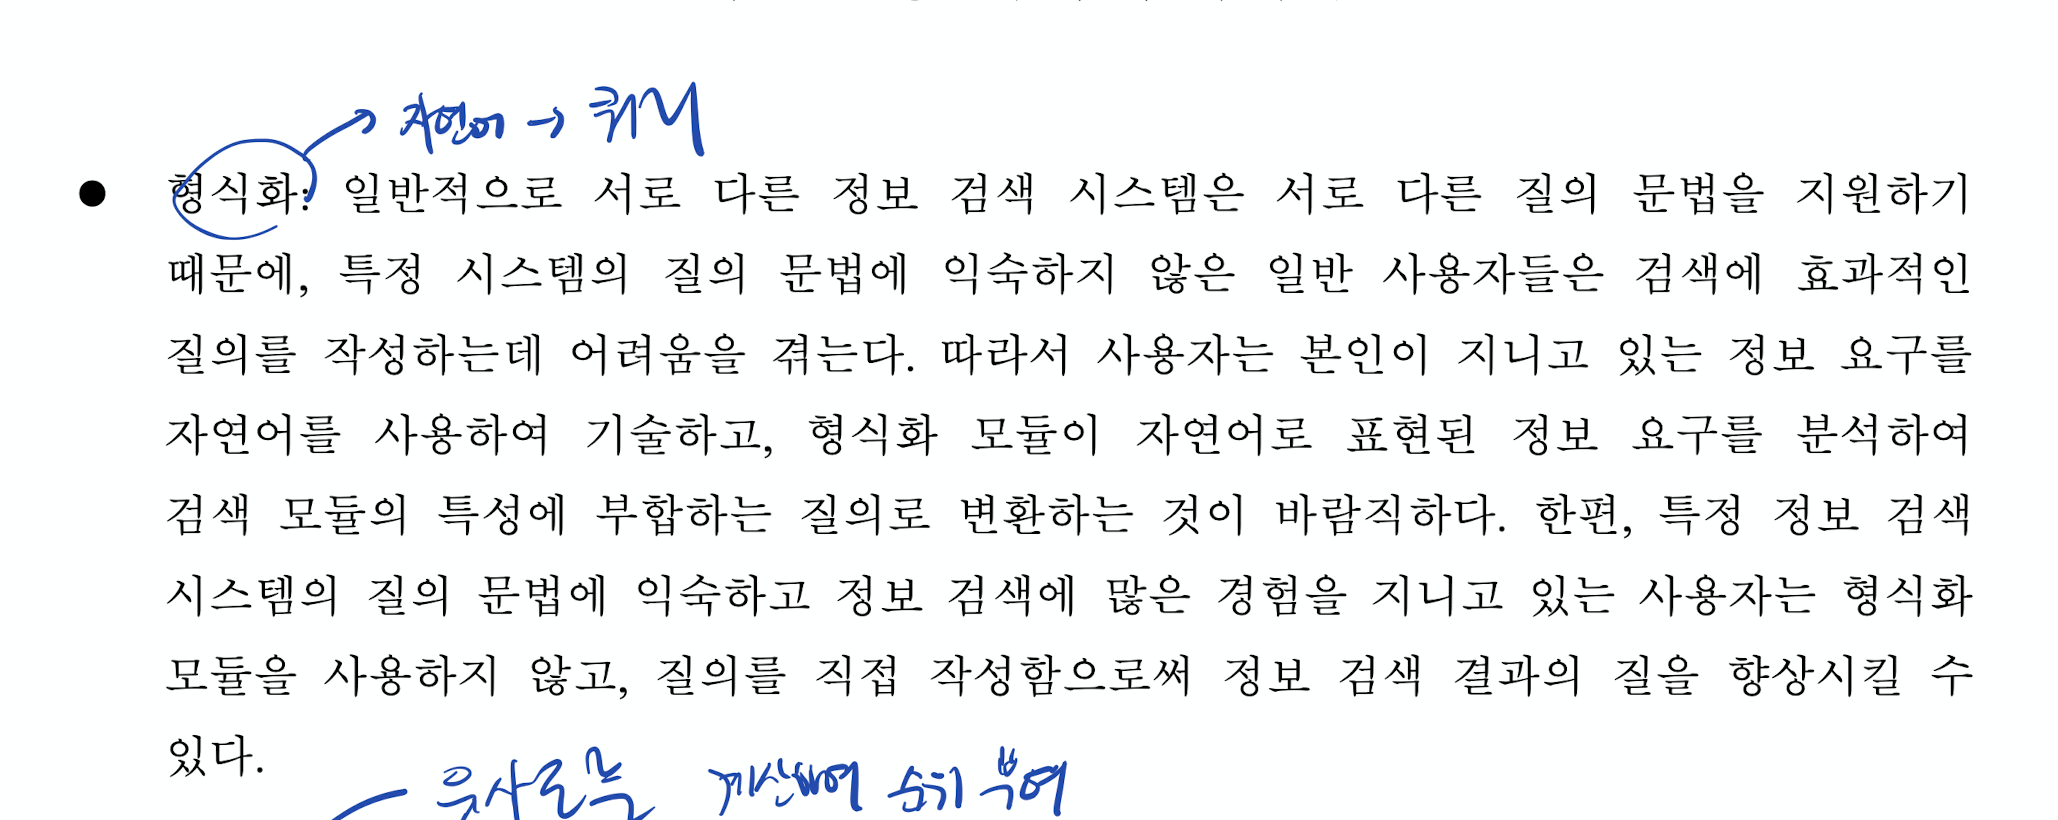 자연어 → 쿼리
● 형식화: 일반적으로 서로 다른 정보 검색 시스템은 서로 다른 질의 문법을 지원하기
때문에, 특정 시스템의 질의 문법에 익숙하지 않은 일반 사용자들은 검색에 효과적인
질의를 작성하는데 어려움을 겪는다. 따라서 사용자는 본인이 지니고 있는 정보 요구를
자연어를 사용하여 기술하고, 형식화 모듈이 자연어로 표현된 정보 요구를 분석하여
검색 모듈의 특성에 부합하는 질의로 변환하는 것이 바람직하다. 한편, 특정 정보 검색
시스템의 질의 문법에 익숙하고 정보 검색에 많은 경험을 지니고 있는 사용자는 형식화
모듈을 사용하지 않고, 질의를 직접 작성함으로써 정보 검색 결과의 질을 향상시킬 수
있다.
유사도를 계산하여 순위 부여